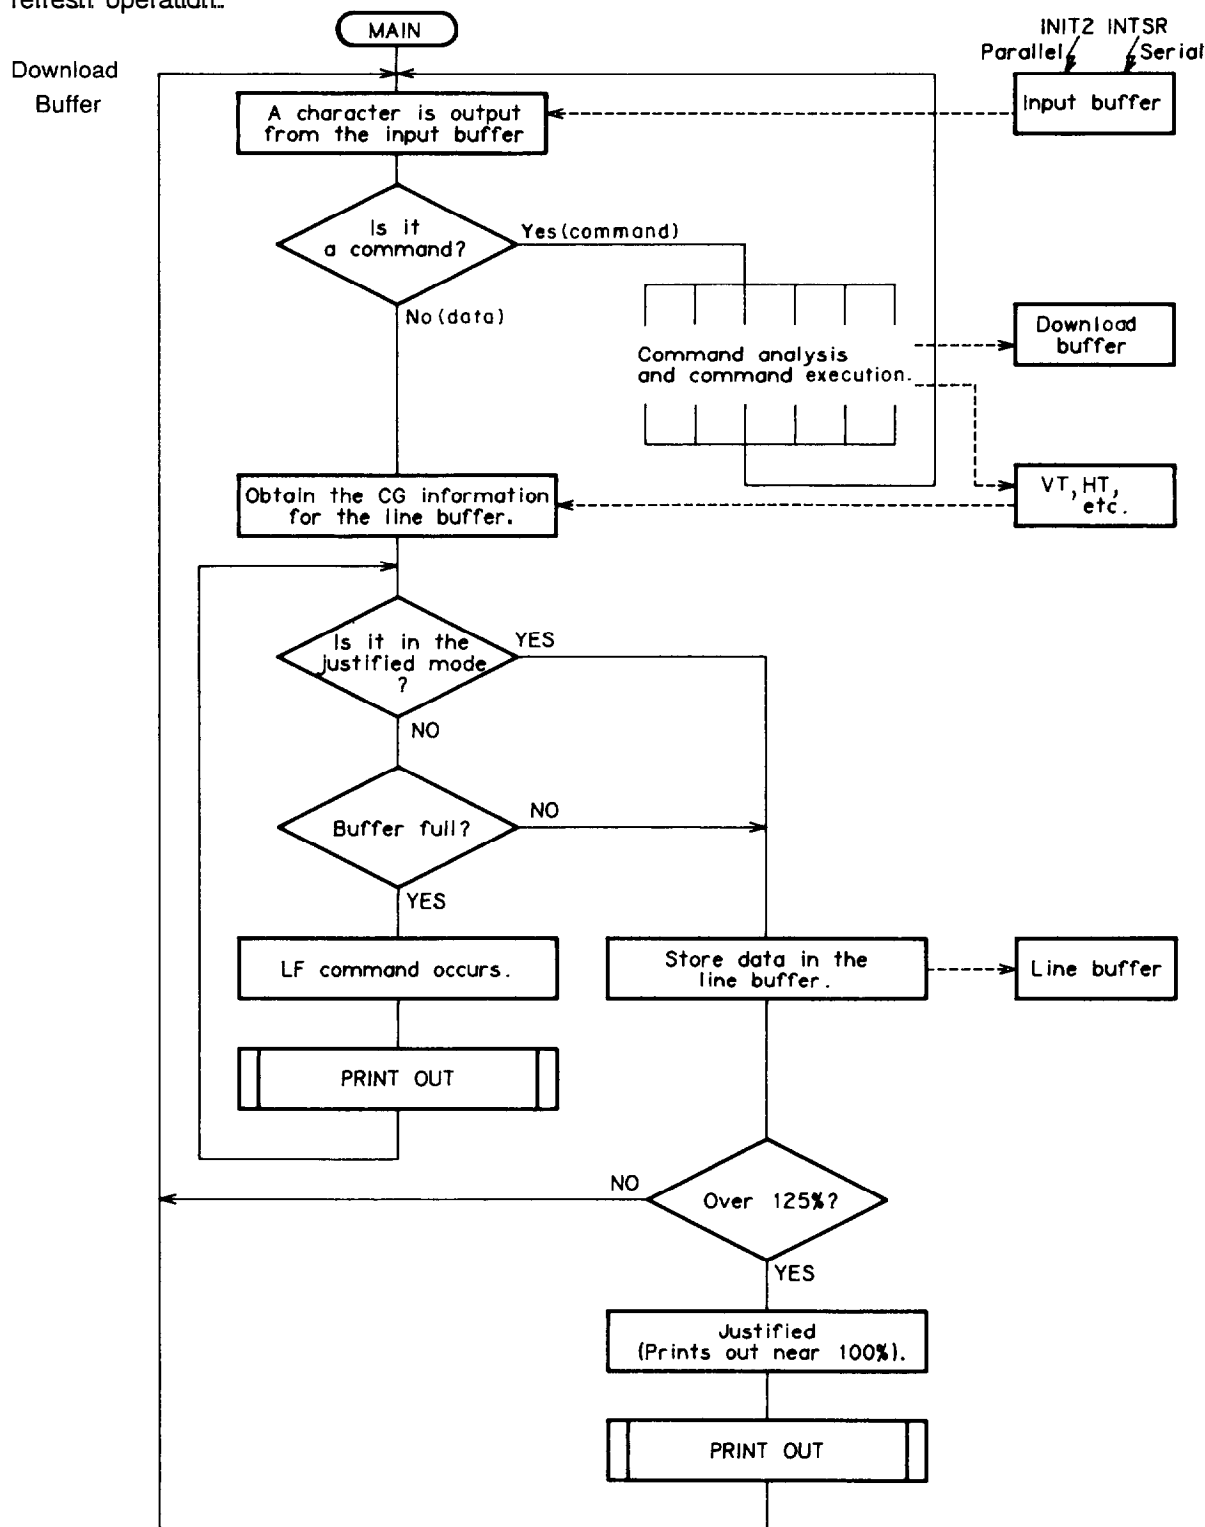 refresh operation..
MAIN
INIT2 INTSR
Parallel Serial
Download
Buffer
A character is output
from the input buffer
Input buffer
Is it
a command?
Yes(command)
No(data)
Command analysis
and command execution.
Download
buffer
Obtain the CG information
for the line buffer.
VT, HT,
etc.
Is it in the
justified mode
?
YES
NO
Buffer full?
NO
YES
LF command occurs.
Store data in the
line buffer.
Line buffer
PRINT OUT
NO
Over 125%?
YES
Justified
(Prints out near 100%).
PRINT OUT